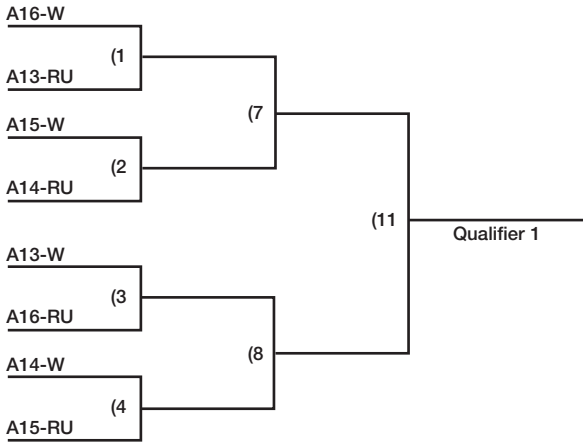 A16-W
(1
A13-RU
(7
A15-W
(2
A14-RU
(11
Qualifier 1
A13-W
(3
A16-RU
(8
A14-W
(4
A15-RU